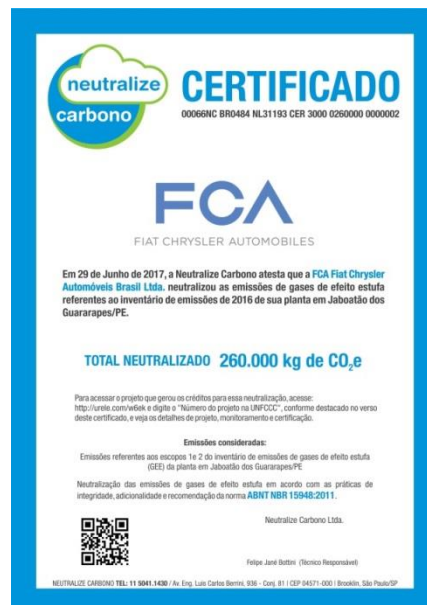 neutralize
carbono
CERTIFICADO
00066NC BR0484 NL31193 CER 3000 0260000 0000002
FCA
FIAT CHRYSLER AUTOMOBILES
Em 29 de Junho de 2017, a Neutralize Carbono atesta que a FCA Fiat Chrysler
Automóveis Brasil Ltda. neutralizou as emissões de gases de efeito estufa
referentes ao inventário de emissões de 2016 de sua planta em Jaboatão dos
Guararapes/PE.
TOTAL NEUTRALIZADO 260.000 kg de CO₂e
Para acessar o projeto que gerou os créditos para essa neutralização, acesse:
http://urele.com/w6ek e digite o "Número do projeto na UNFCCC", conforme destacado no verso
deste certificado, e veja os detalhes de projeto, monitoramento e certificação.
Emissões consideradas:
Emissões referentes aos escopos 1e 2 do inventário de emissões de gases de efeito estufa
(GEE) da planta em Jaboatão dos Guararapes/PE
Neutralização das emissões de gases de efeito estufa em acordo com as práticas de
integridade, adicionalidade e recomendação da norma ABNT NBR 15948:2011.
Neutralize Carbono Ltda.
Felipe Jané Bottini (Técnico Responsável)
NEUTRALIZE CARBONO TEL: 11 5041.1430 / Av. Eng. Luis Carlos Berrini, 936 - Conj. 81 | CEP 04571-000 | Brooklin. São Paulo/SP